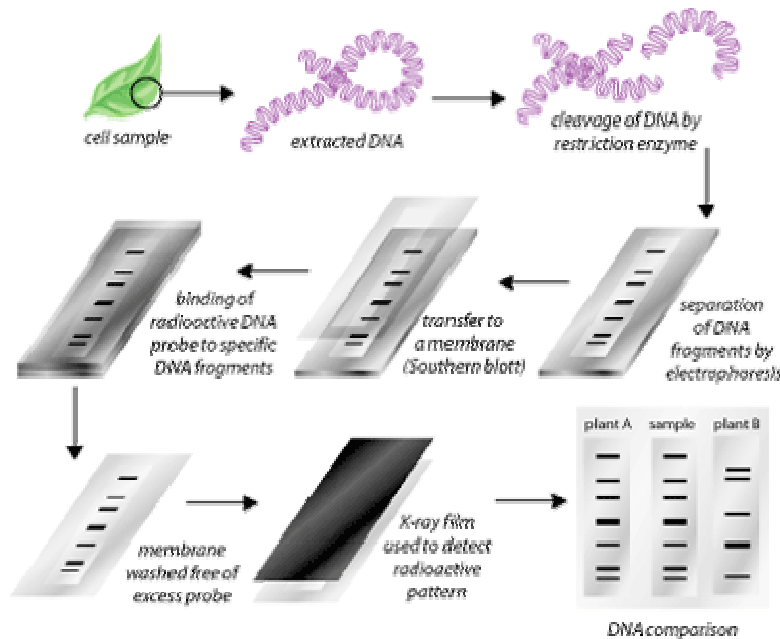 cell sample
extracted DNA
cleavage of DNA by
restriction enzyme
separation
of DNA
fragments by
electrophoresis
transfer to
a membrane
(Southern blott)
binding of
radioactive DNA
probe to specific
DNA fragments
membrane
washed free of
excess probe
X-ray film
used to detect
radioactive
pattern
plant A sample plant B
DNA comparison